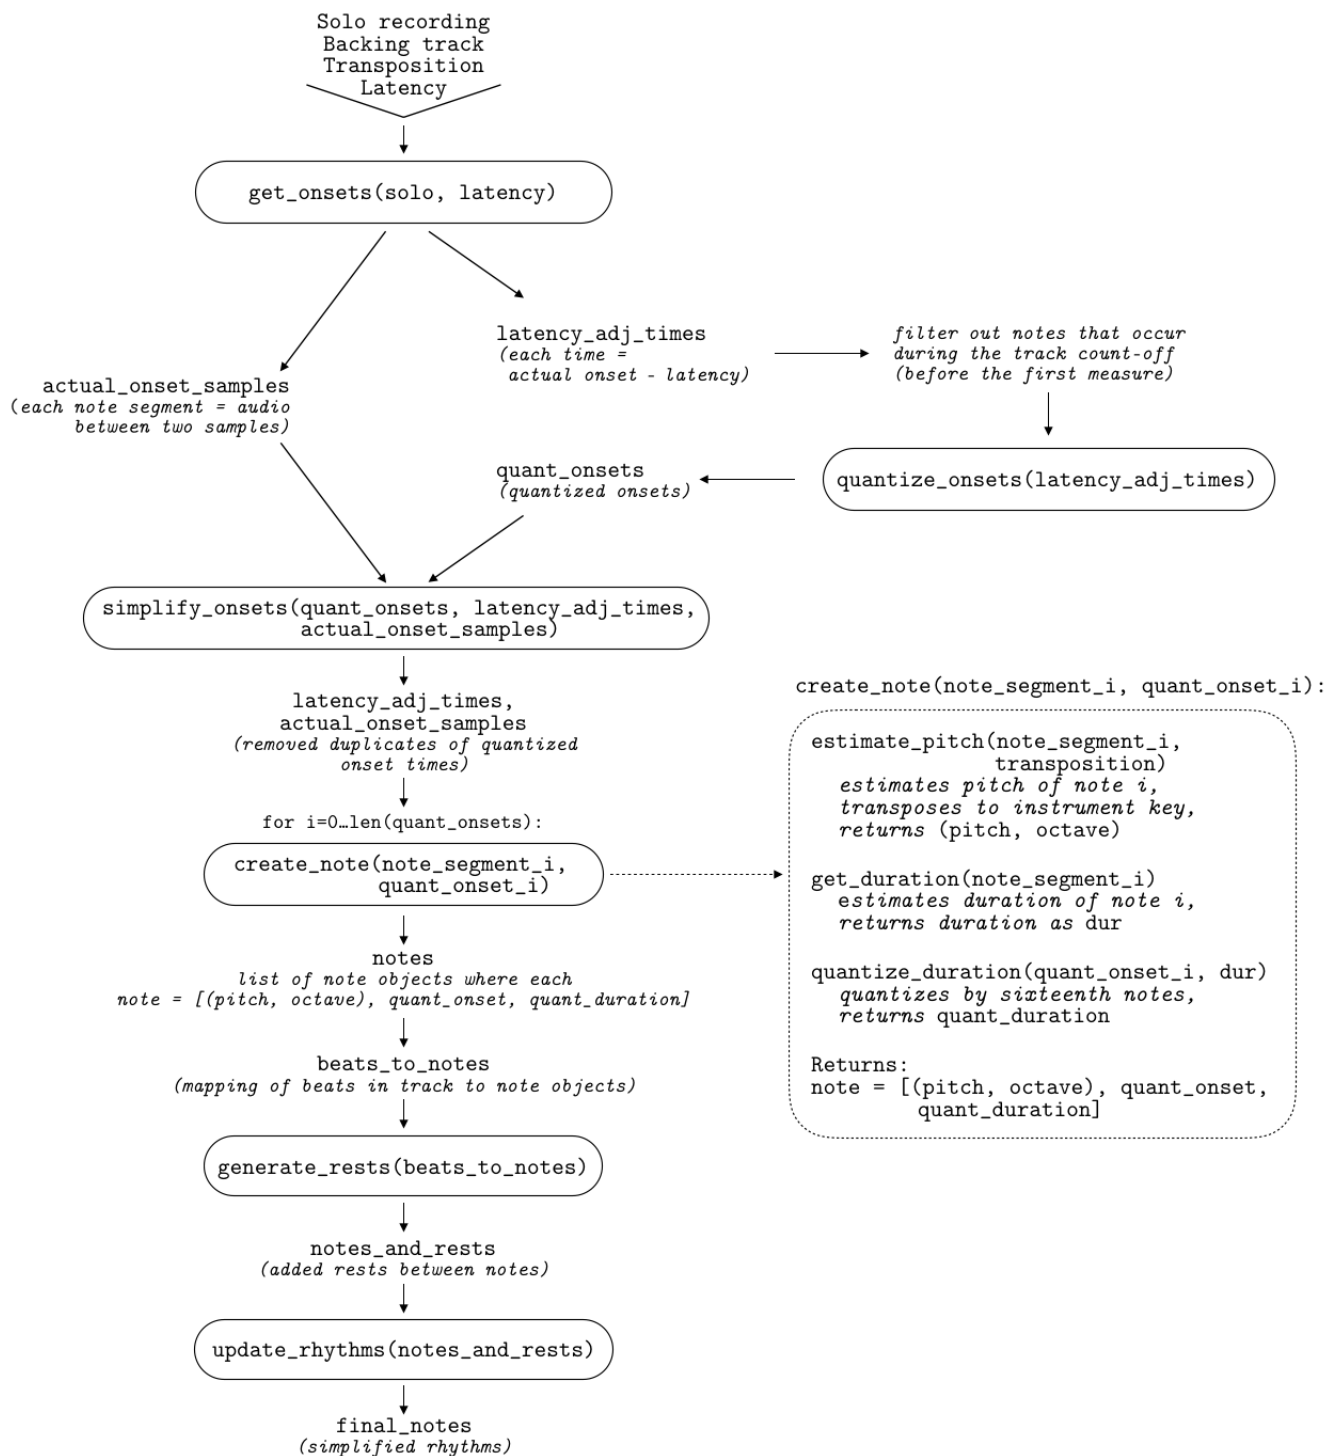 Solo recording
Backing track
Transposition
Latency
get_onsets(solo, latency)
latency_adj_times
(each time =
actual onset - latency)
filter out notes that occur
during the track count-off
(before the first measure)
actual_onset_samples
(each note segment = audio
between two samples)
quant_onsets
(quantized onsets)
quantize_onsets(latency_adj_times)
simplify_onsets(quant_onsets, latency_adj_times,
actual_onset_samples)
latency_adj_times,
actual_onset_samples
(removed duplicates of quantized
onset times)
for i=0…len(quant_onsets):
create_note(note_segment_i,
quant_onset_i)
notes
list of note objects where each
note = [(pitch, octave), quant_onset, quant_duration]
beats_to_notes
(mapping of beats in track to note objects)
generate_rests(beats_to_notes)
notes_and_rests
(added rests between notes)
update_rhythms(notes_and_rests)
final_notes
(simplified rhythms)
create_note(note_segment_i, quant_onset_i):
estimate_pitch(note_segment_i,
transposition)
estimates pitch of note i,
transposes to instrument key,
returns (pitch, octave)
get_duration(note_segment_i)
estimates duration of note i,
returns duration as dur
quantize_duration(quant_onset_i, dur)
quantizes by sixteenth notes,
returns quant_duration
Returns:
note = [(pitch, octave), quant_onset,
quant_duration]